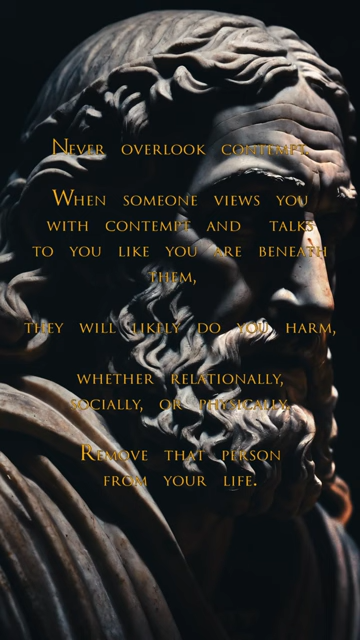 Never overlook contempt.
When someone views you
with contempt and talks
to you like you are beneath
them,
they will likely do you harm,
whether relationally,
socially, or physically.
Remove that person
from your life.